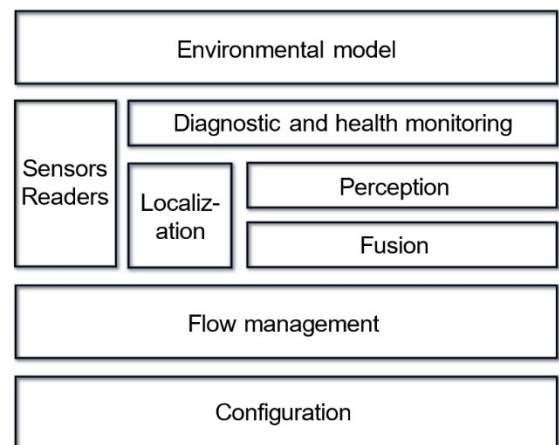 Environmental model
Diagnostic and health monitoring
Sensors
Readers
Localiz-
ation
Perception
Fusion
Flow management
Configuration